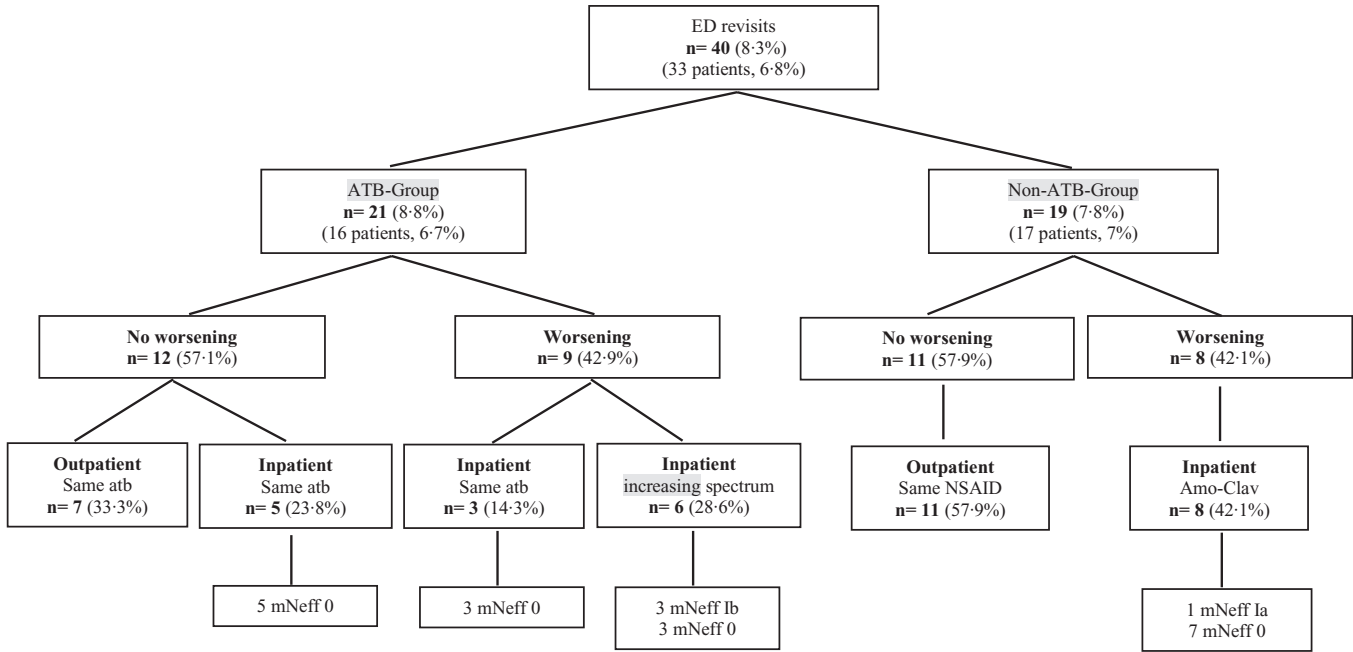 ED revisits
n= 40 (8·3%)
(33 patients, 6·8%)
ATB-Group
n= 21 (8·8%)
(16 patients, 6·7%)
Non-ATB-Group
n= 19 (7·8%)
(17 patients, 7%)
No worsening
n= 12 (57·1%)
Worsening
n= 9 (42·9%)
No worsening
n= 11 (57·9%)
Worsening
n= 8 (42·1%)
Outpatient
Same atb
n= 7 (33·3%)
Inpatient
Same atb
n= 5 (23·8%)
Inpatient
Same atb
n= 3 (14·3%)
Inpatient
increasing spectrum
n= 6 (28·6%)
Outpatient
Same NSAID
n= 11 (57·9%)
Inpatient
Amo-Clav
n= 8 (42·1%)
5 mNeff 0
3 mNeff 0
3 mNeff Ib
3 mNeff 0
1 mNeff Ia
7 mNeff 0